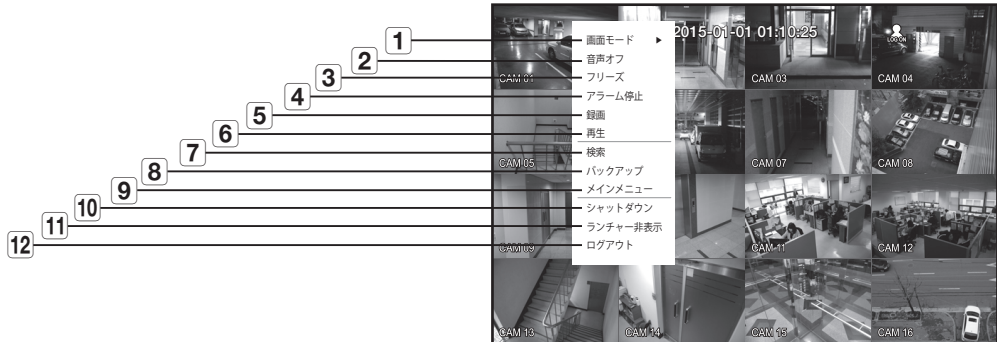 1 画面モード ▶
2 音声オフ
3 フリーズ
4 アラーム停止
5 録画
6 再生
7 検索
8 バックアップ
9 メインメニュー
10 シャットダウン
11 ランチャー非表示
12 ログアウト
2015-01-01 01:10:25
LOG ON
CAM 01
CAM 03
CAM 04
CAM 05
CAM 07
CAM 08
CAM 09
CAM 11
CAM 12
CAM 13
CAM 14
CAM 15
CAM 16